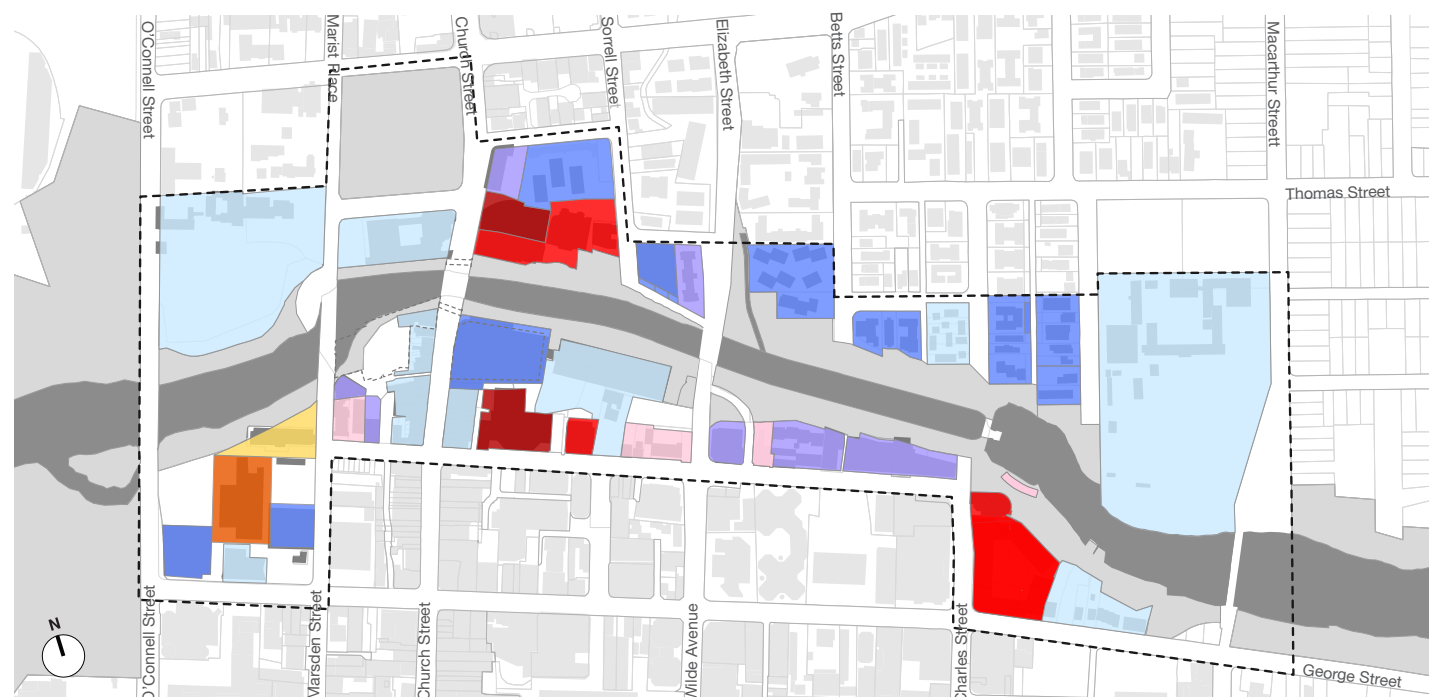 O'Connell Street
Marist Place
Church Street
Sorrell Street
Elizabeth Street
Betts Street
Macarthur Streett
Thomas Street
N
O'Connell Street
Marsden Street
Church Street
Wilde Avenue
Charles Street
George Street